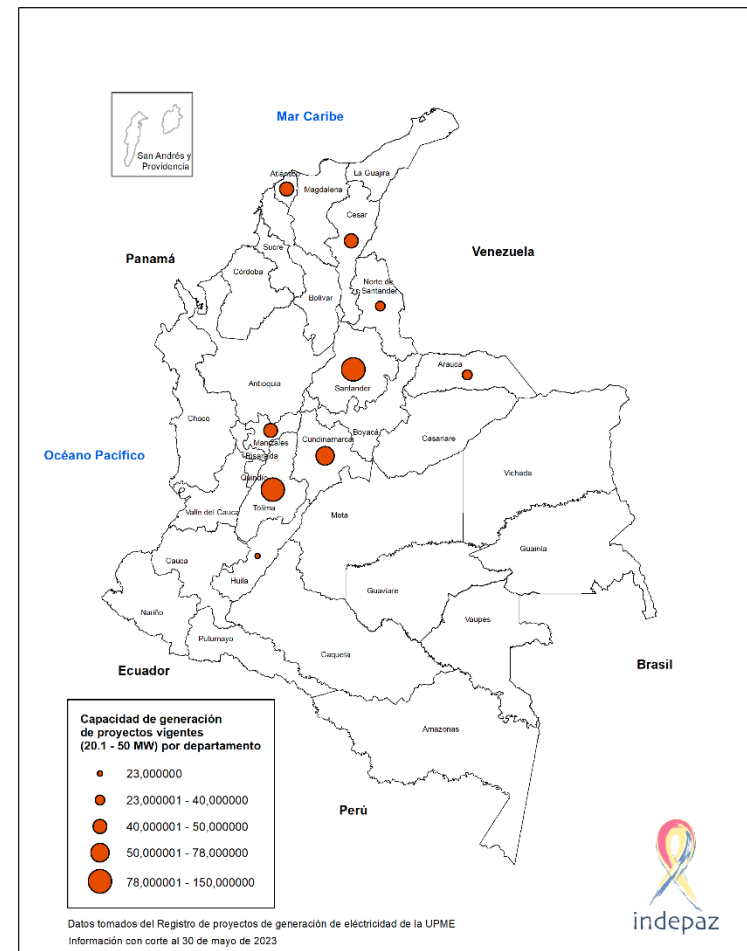 Mar Caribe
San Andrés y
Providencia
Atlántico
La Guajira
Magdalena
Cesar
Sucre
Venezuela
Panamá
Córdoba
Norte de
Santander
Bolívar
Arauca
Antioquia
Santander
Chocó
Manizales
Cundinamarca
Boyacá
Casanare
Risaralda
Océano Pacífico
Quindío
Vichada
Tolima
Valle del Cauca
Meta
Guainía
Cauca
Huila
Guaviare
Nariño
Vaupés
Putumayo
Caquetá
Ecuador
Brasil
Amazonas
Capacidad de generación
de proyectos vigentes
(20.1 - 50 MW) por departamento
23,000000
23,000001 - 40,000000
40,000001 - 50,000000
50,000001 - 78,000000
78,000001 - 150,000000
Perú
indepaz
Datos tomados del Registro de proyectos de generación de eléctricidad de la UPME
Información con corte al 30 de mayo de 2023